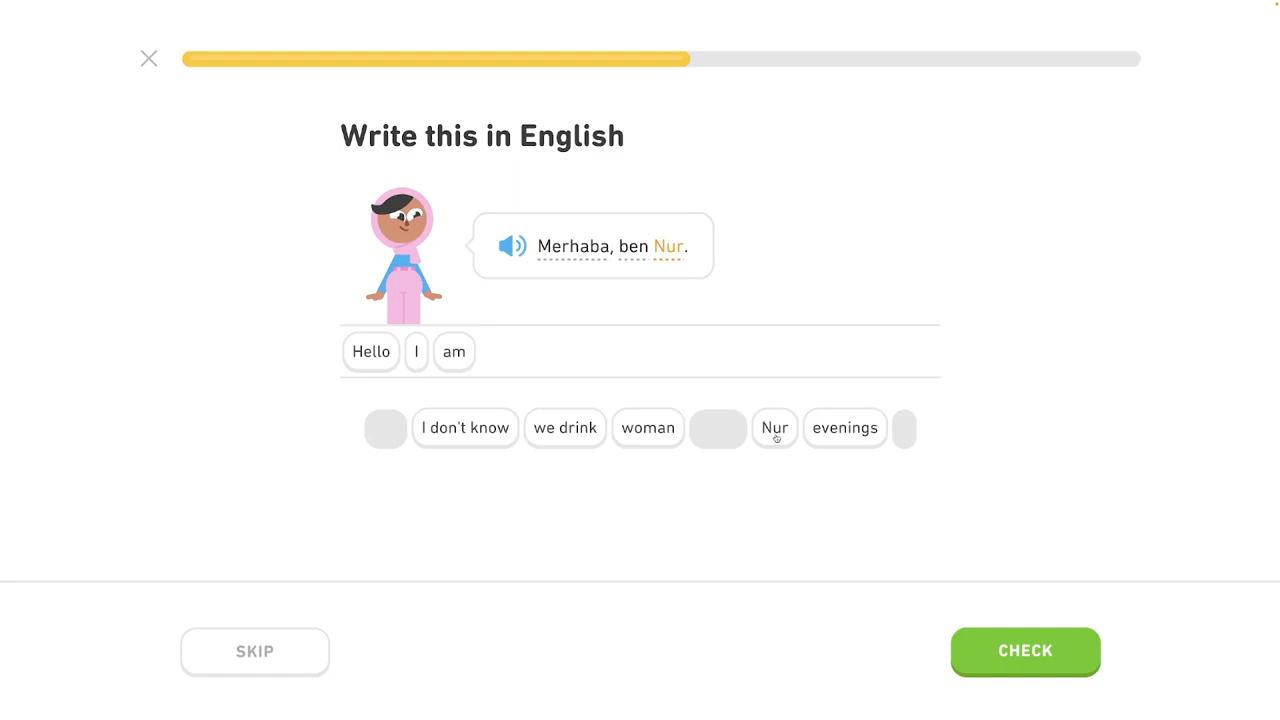 Write this in English
Merhaba, ben Nur.
Hello I am
I don't know we drink woman Nur evenings
SKIP CHECK